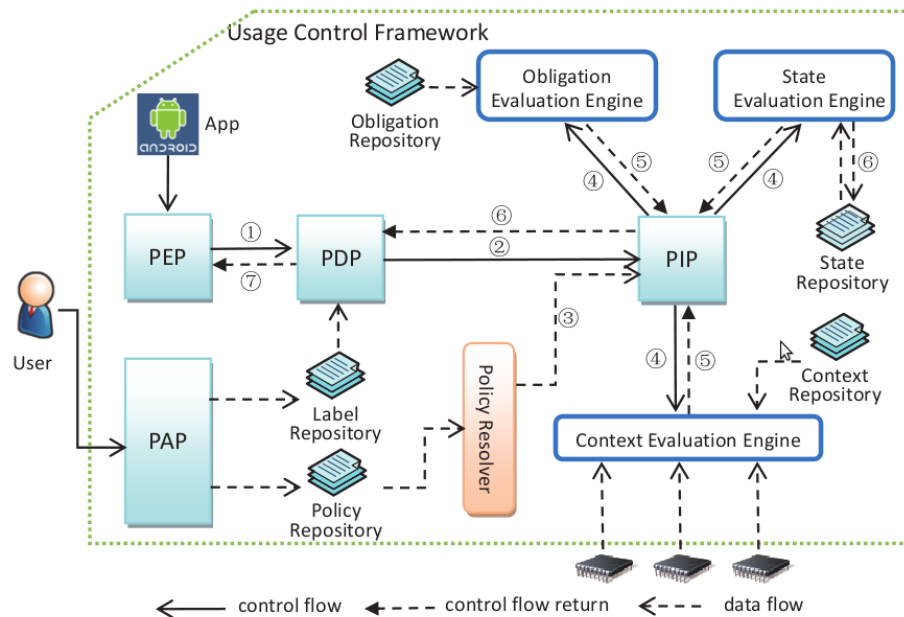 Usage Control Framework
Obligation
Evaluation Engine
State
Evaluation Engine
App
ANDROID
Obligation
Repository
⑤
④
⑤
④
⑥
PEP
①
⑦
PDP
⑥
②
PIP
State
Repository
User
③
④
⑤
Context
Repository
PAP
Label
Repository
Policy Resolver
Context Evaluation Engine
Policy
Repository
control flow
control flow return
data flow